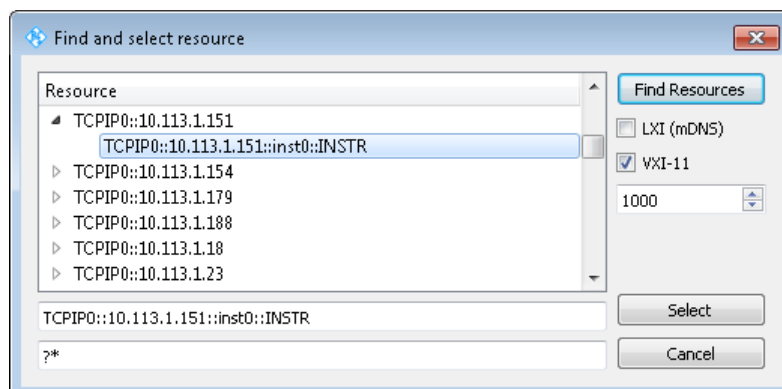 Find and select resource
Resource
TCPIP0::10.113.1.151
TCPIP0::10.113.1.151::inst0::INSTR
TCPIP0::10.113.1.154
TCPIP0::10.113.1.179
TCPIP0::10.113.1.188
TCPIP0::10.113.1.18
TCPIP0::10.113.1.23
TCPIP0::10.113.1.151::inst0::INSTR
?*
Find Resources
LXI (mDNS)
VXI-11
1000
Select
Cancel